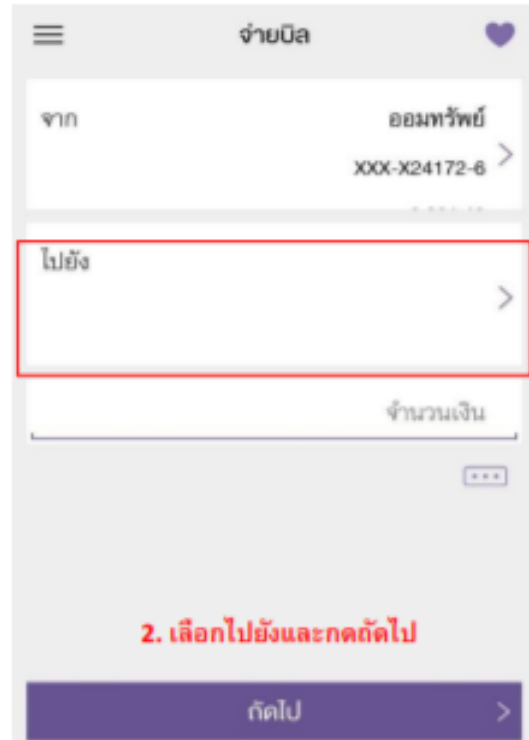 จ่ายบิล
จาก
ออมทรัพย์
XXX-X24172-6
ไปยัง
จำนวนเงิน
2. เลือกไปยังและกดถัดไป
ถัดไป